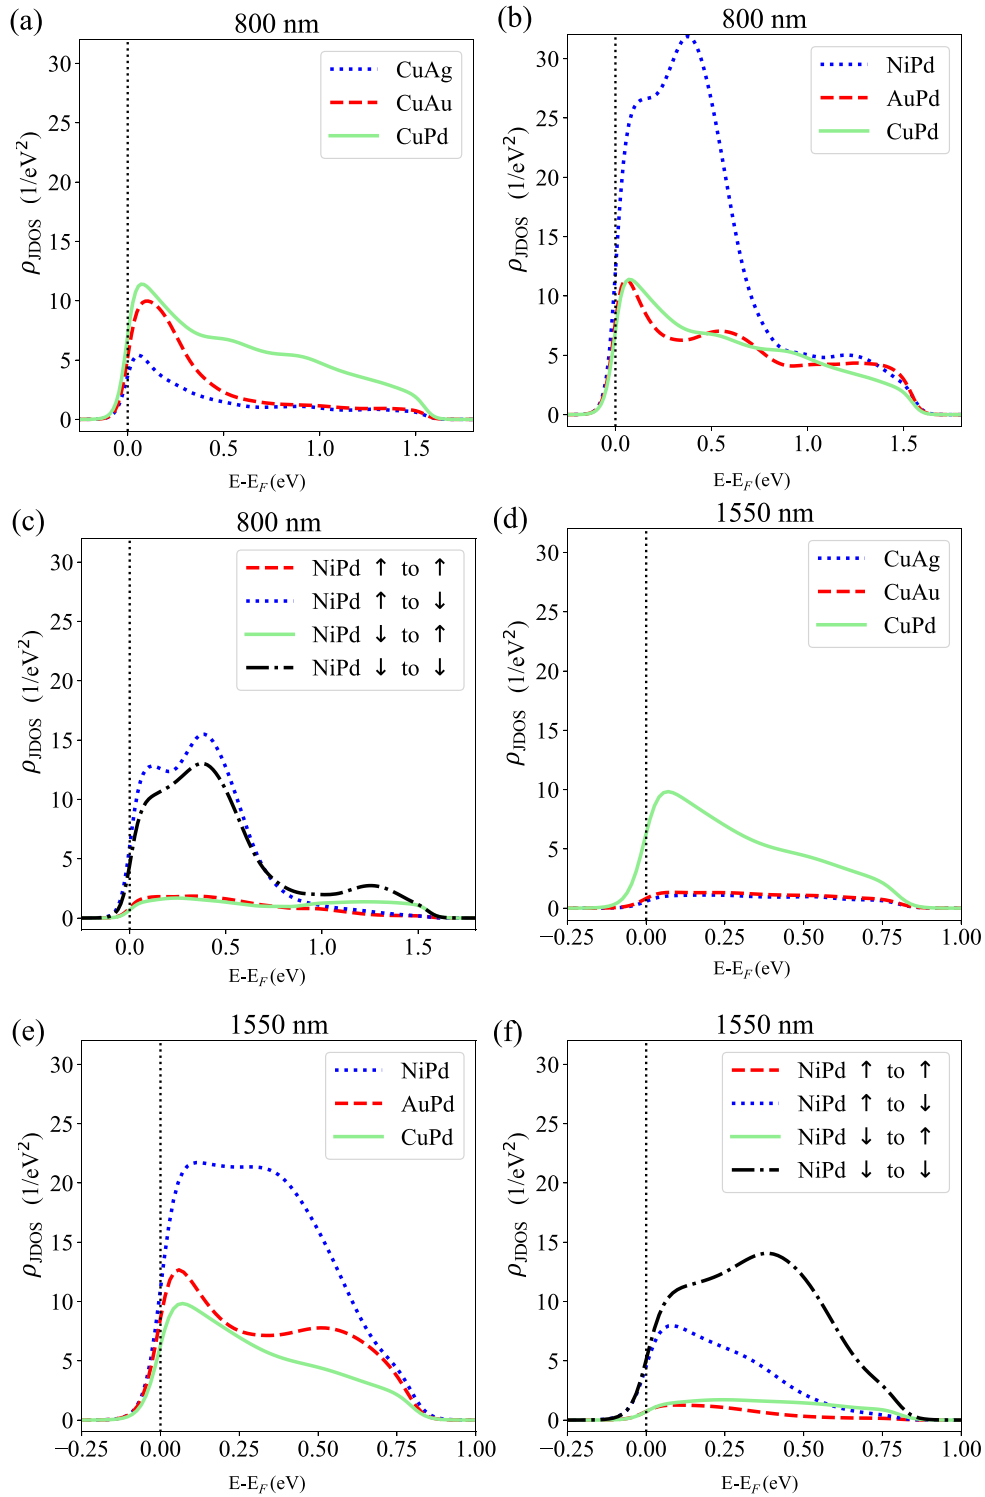 (a)
800 nm
CuAg
CuAu
CuPd
ρJDOS (1/eV²)
30
25
20
15
10
5
0
0.0 0.5 1.0 1.5
E-EF(eV)
(b)
800 nm
NiPd
AuPd
CuPd
ρJDOS (1/eV²)
30
25
20
15
10
5
0
0.0 0.5 1.0 1.5
E-EF(eV)
(c)
800 nm
NiPd ↑ to ↑
NiPd ↑ to ↓
NiPd ↓ to ↑
NiPd ↓ to ↓
ρJDOS (1/eV²)
30
25
20
15
10
5
0
0.0 0.5 1.0 1.5
E-EF(eV)
(d)
1550 nm
CuAg
CuAu
CuPd
ρJDOS (1/eV²)
30
25
20
15
10
5
0
−0.25 0.00 0.25 0.50 0.75 1.00
E-EF(eV)
(e)
1550 nm
NiPd
AuPd
CuPd
ρJDOS (1/eV²)
30
25
20
15
10
5
0
−0.25 0.00 0.25 0.50 0.75 1.00
E-EF(eV)
(f)
1550 nm
NiPd ↑ to ↑
NiPd ↑ to ↓
NiPd ↓ to ↑
NiPd ↓ to ↓
ρJDOS (1/eV²)
30
25
20
15
10
5
0
−0.25 0.00 0.25 0.50 0.75 1.00
E-EF(eV)